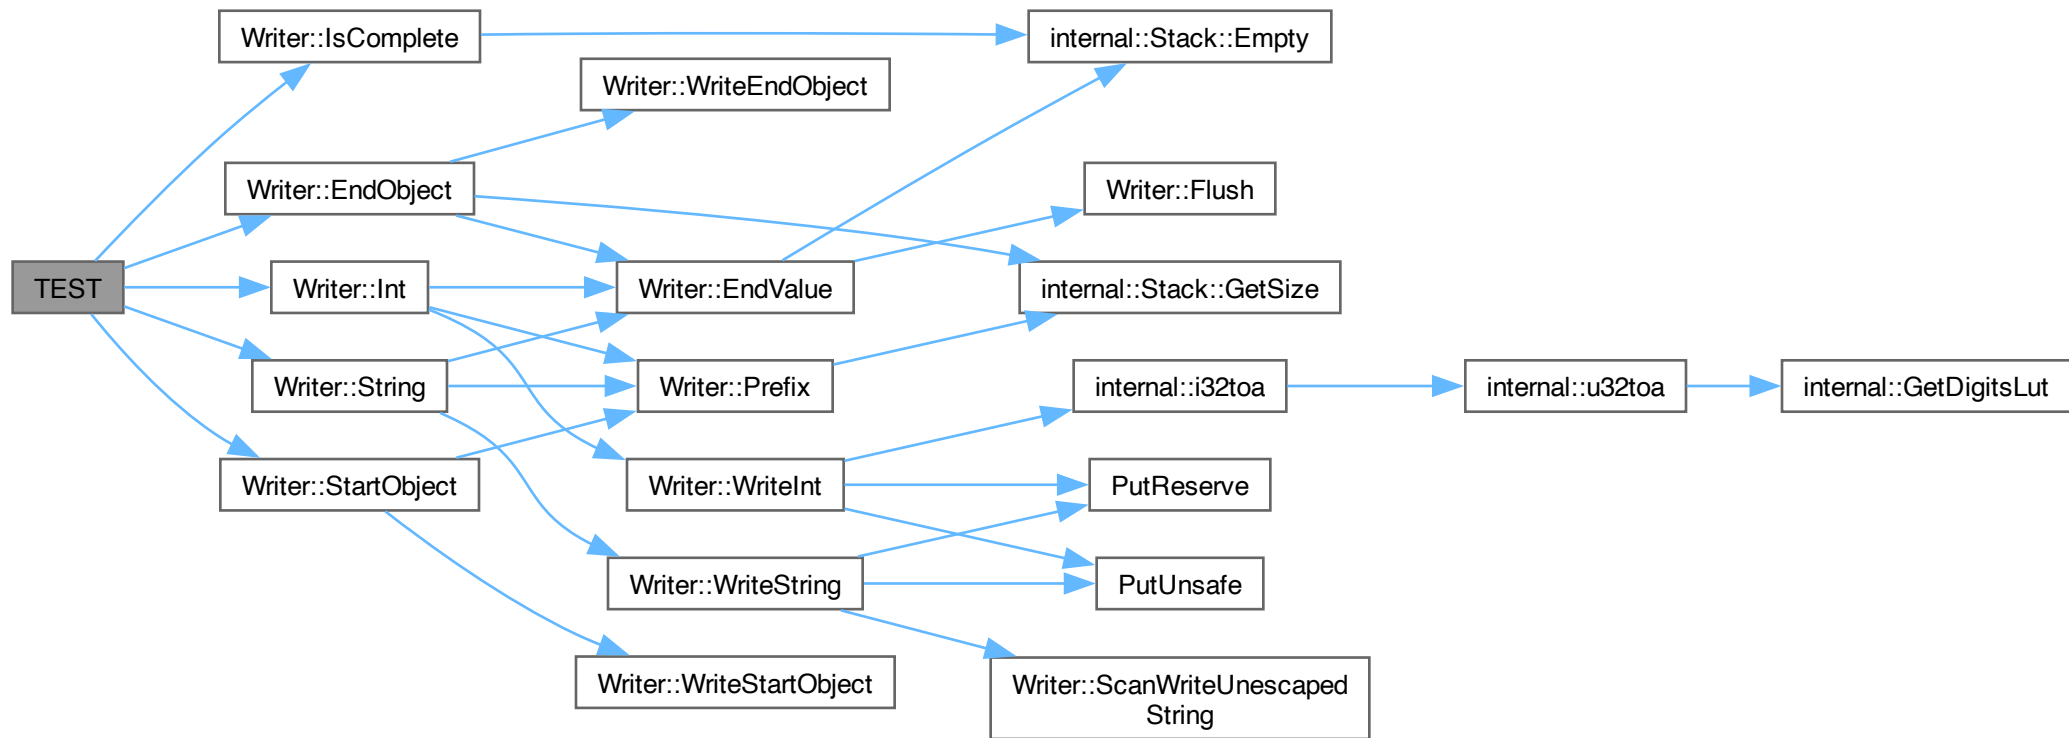 Writer::IsComplete
internal::Stack::Empty
Writer::WriteEndObject
Writer::EndObject
Writer::Flush
TEST
Writer::Int
Writer::EndValue
internal::Stack::GetSize
Writer::String
Writer::Prefix
internal::i32toa
internal::u32toa
internal::GetDigitsLut
Writer::StartObject
Writer::WriteInt
PutReserve
Writer::WriteString
PutUnsafe
Writer::WriteStartObject
Writer::ScanWriteUnescaped
String